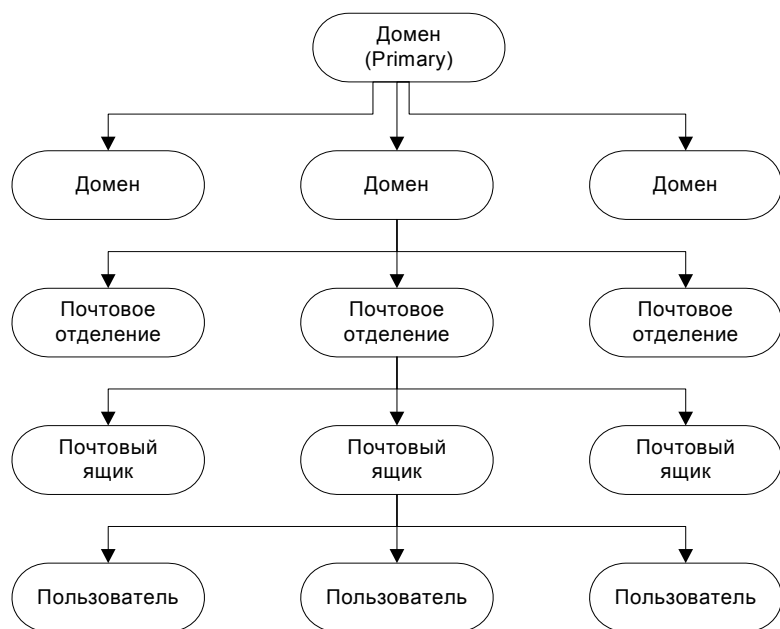 Домен
(Primary)
Домен
Домен
Домен
Почтовое
отделение
Почтовое
отделение
Почтовое
отделение
Почтовый
ящик
Почтовый
ящик
Почтовый
ящик
Пользователь
Пользователь
Пользователь